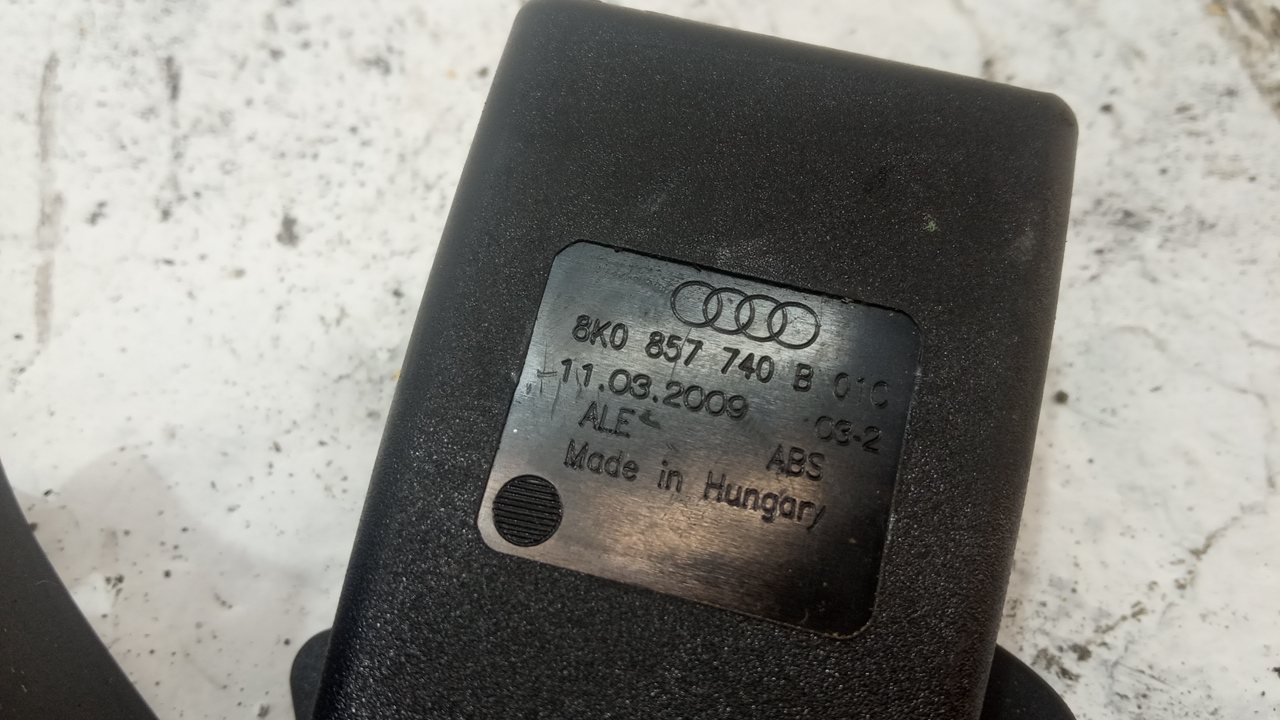 8K0 857 740 B 01C
11.03.2009 03-2
ALE ABS
Made in Hungary